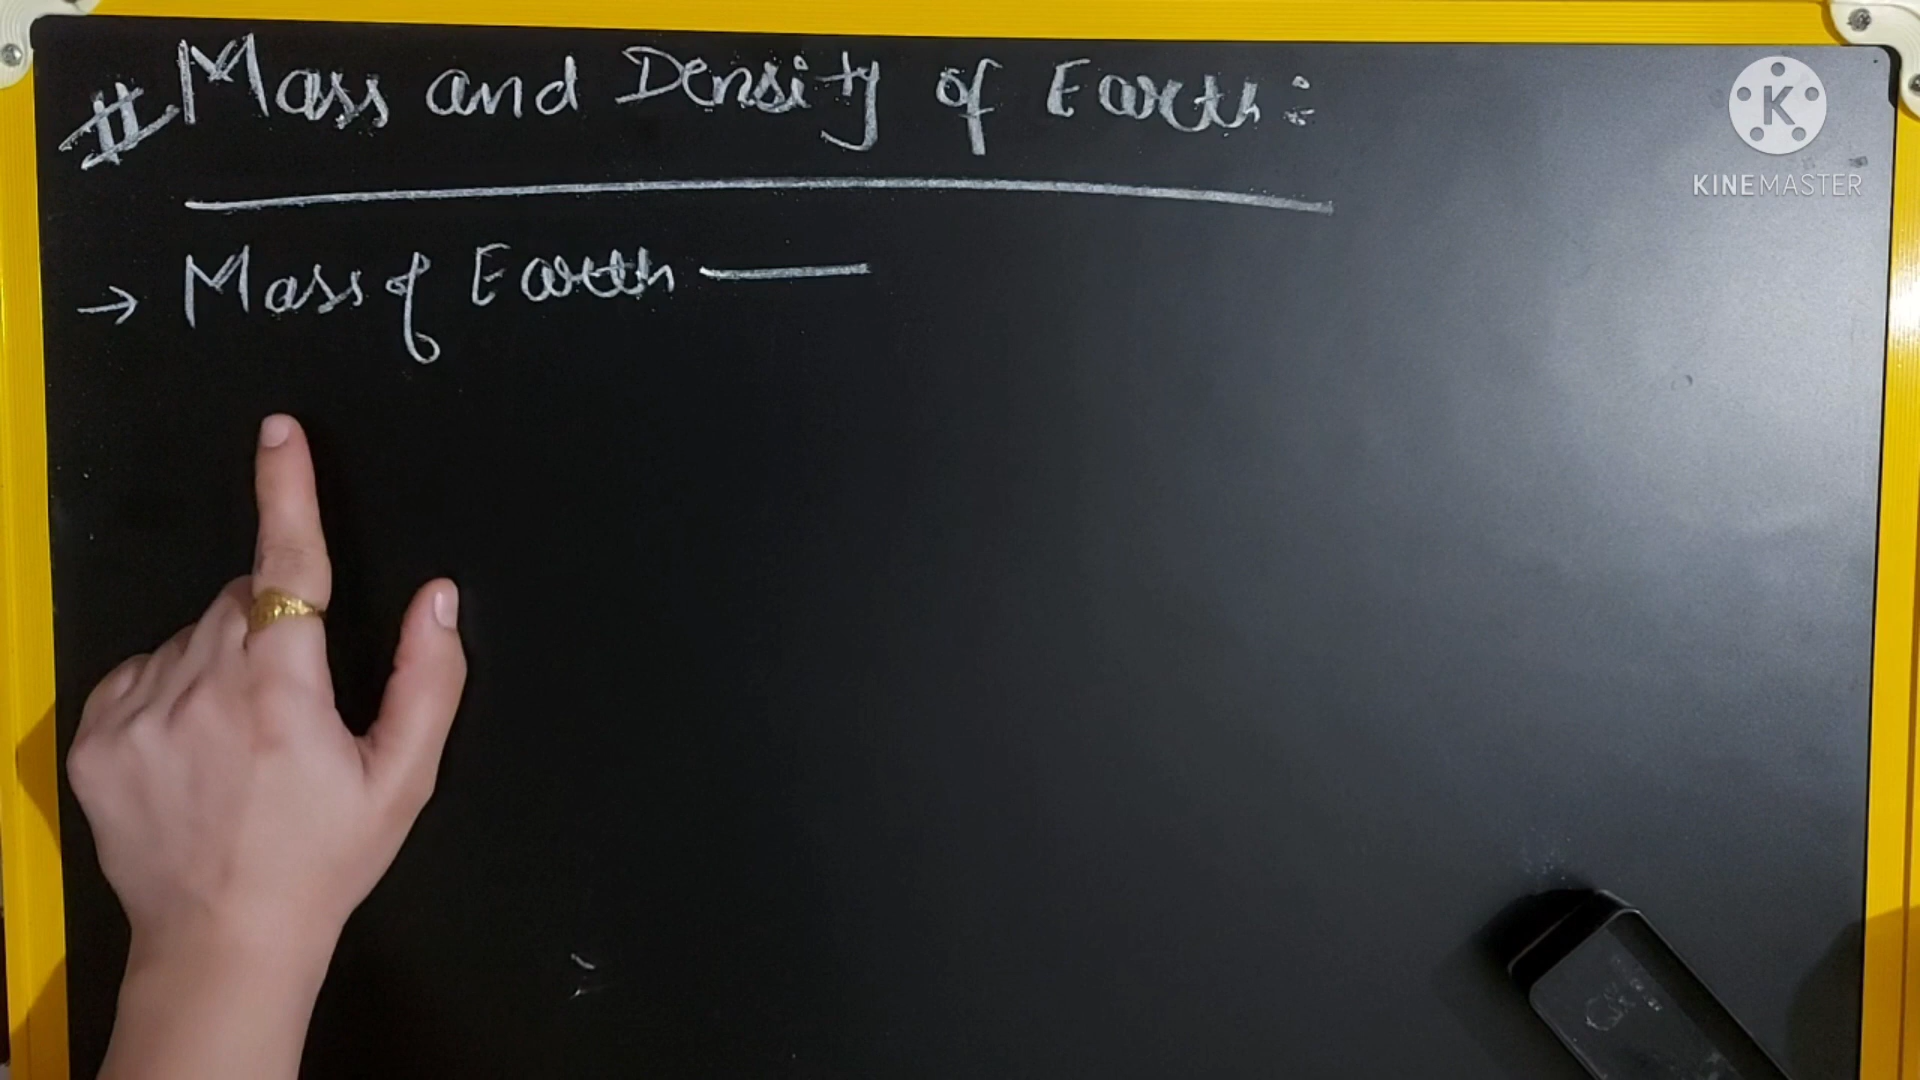 # Mass and Density of Earth:
→ Mass of Earth —
K
KINEMASTER